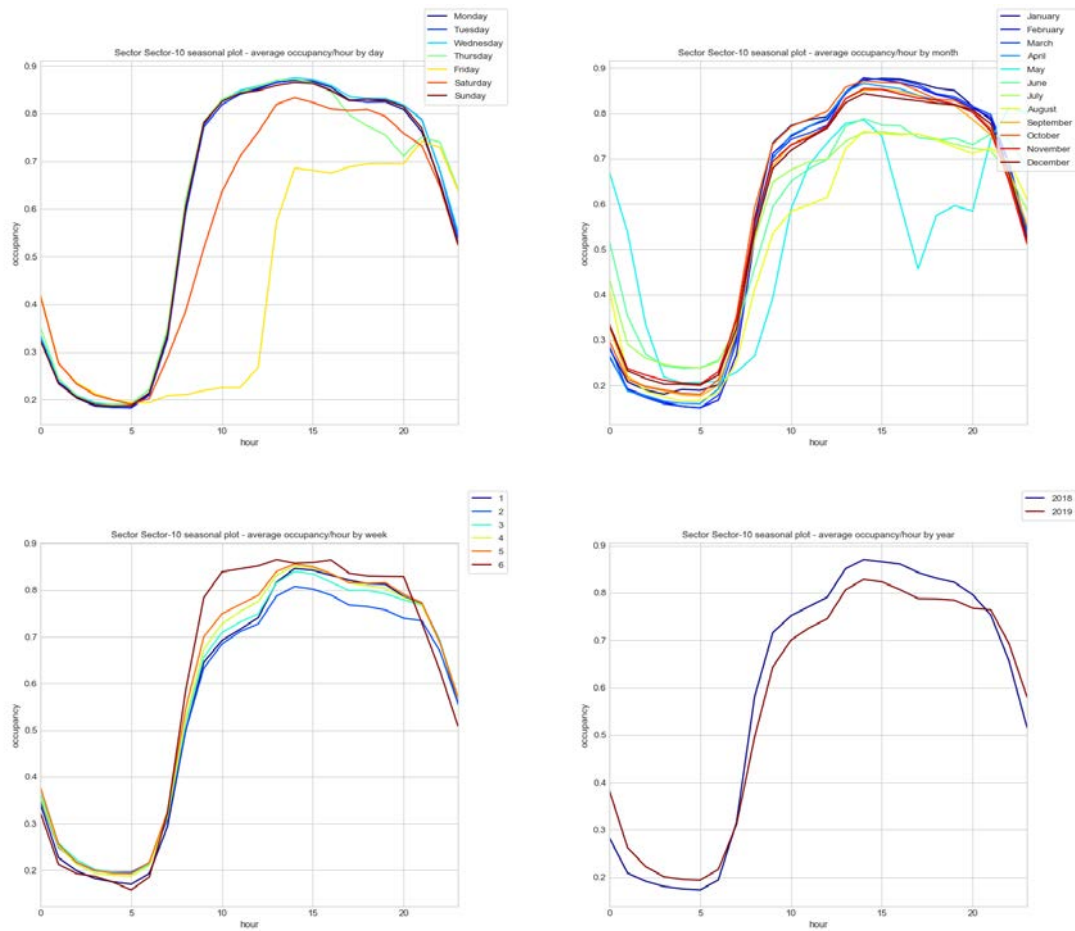 Monday
Tuesday
Wednesday
Thursday
Friday
Saturday
Sunday
Sector Sector-10 seasonal plot - average occupancy/hour by day
0.9
0.8
0.7
0.6
0.5
0.4
0.3
0.2
occupancy
0
5
10
15
20
hour
January
February
March
April
May
June
July
August
September
October
November
December
Sector Sector-10 seasonal plot - average occupancy/hour by month
0.9
0.8
0.7
0.6
0.5
0.4
0.3
0.2
occupancy
0
5
10
15
20
hour
1
2
3
4
5
6
Sector Sector-10 seasonal plot - average occupancy/hour by week
0.9
0.8
0.7
0.6
0.5
0.4
0.3
0.2
occupancy
0
5
10
15
20
hour
2018
2019
Sector Sector-10 seasonal plot - average occupancy/hour by year
0.9
0.8
0.7
0.6
0.5
0.4
0.3
0.2
occupancy
0
5
10
15
20
hour